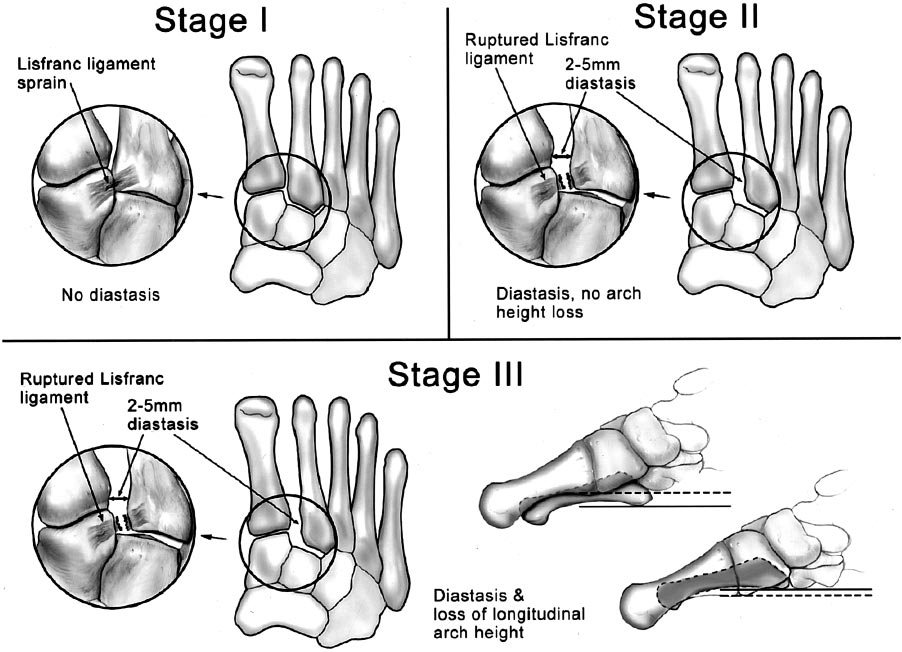 Stage I
Lisfranc ligament
sprain
No diastasis
Stage II
Ruptured Lisfranc
ligament
2-5mm
diastasis
Diastasis, no arch
height loss
Stage III
Ruptured Lisfranc
ligament
2-5mm
diastasis
Diastasis &
loss of longitudinal
arch height